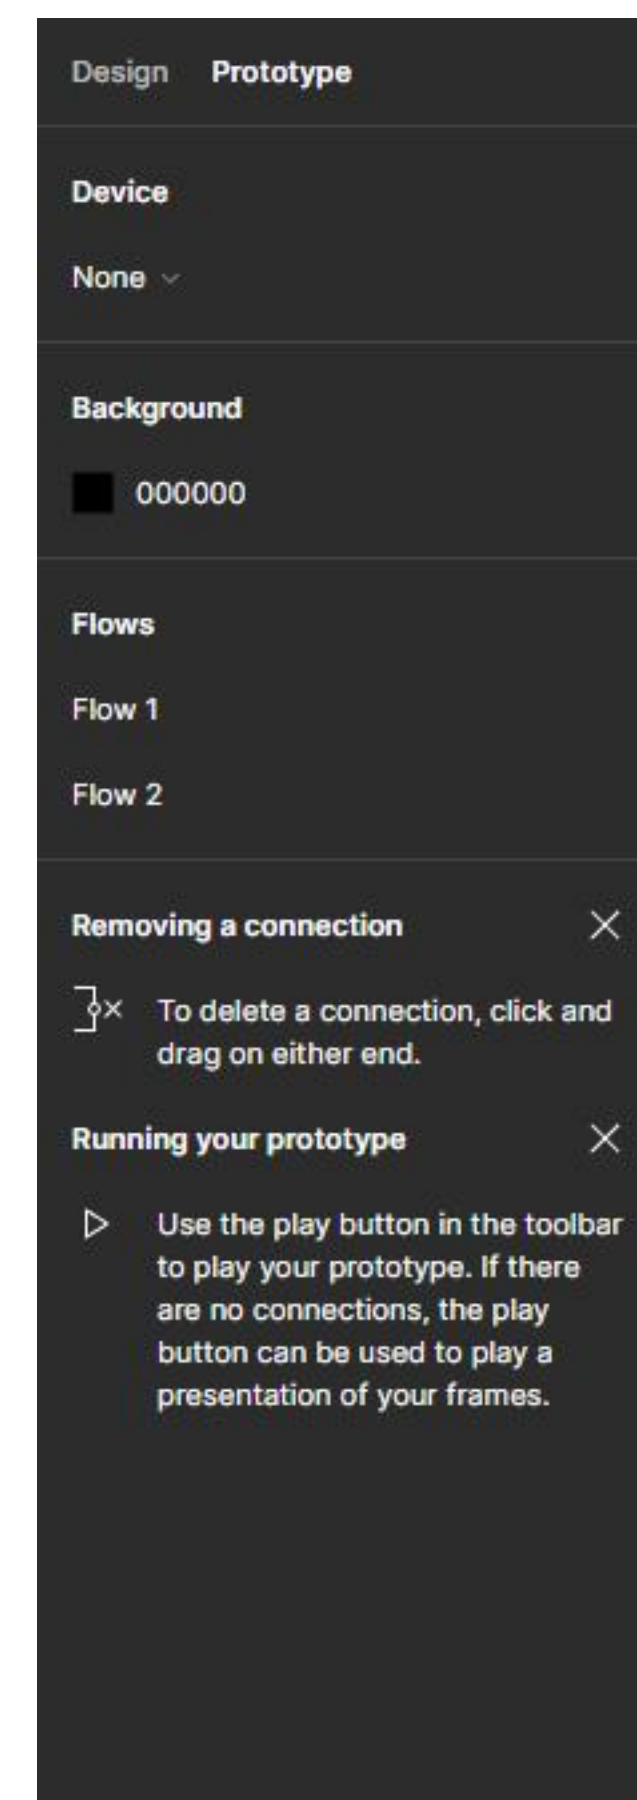 Design Prototype
Device
None
Background
000000
Flows
Flow 1
Flow 2
Removing a connection
To delete a connection, click and
drag on either end.
Running your prototype
Use the play button in the toolbar
to play your prototype. If there
are no connections, the play
button can be used to play a
presentation of your frames.